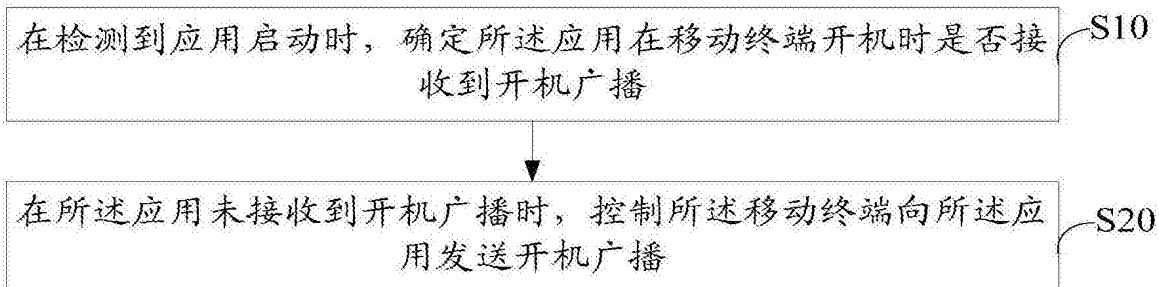 在检测到应用启动时，确定所述应用在移动终端开机时是否接
收到开机广播
S10
在所述应用未接收到开机广播时，控制所述移动终端向所述应
用发送开机广播
S20